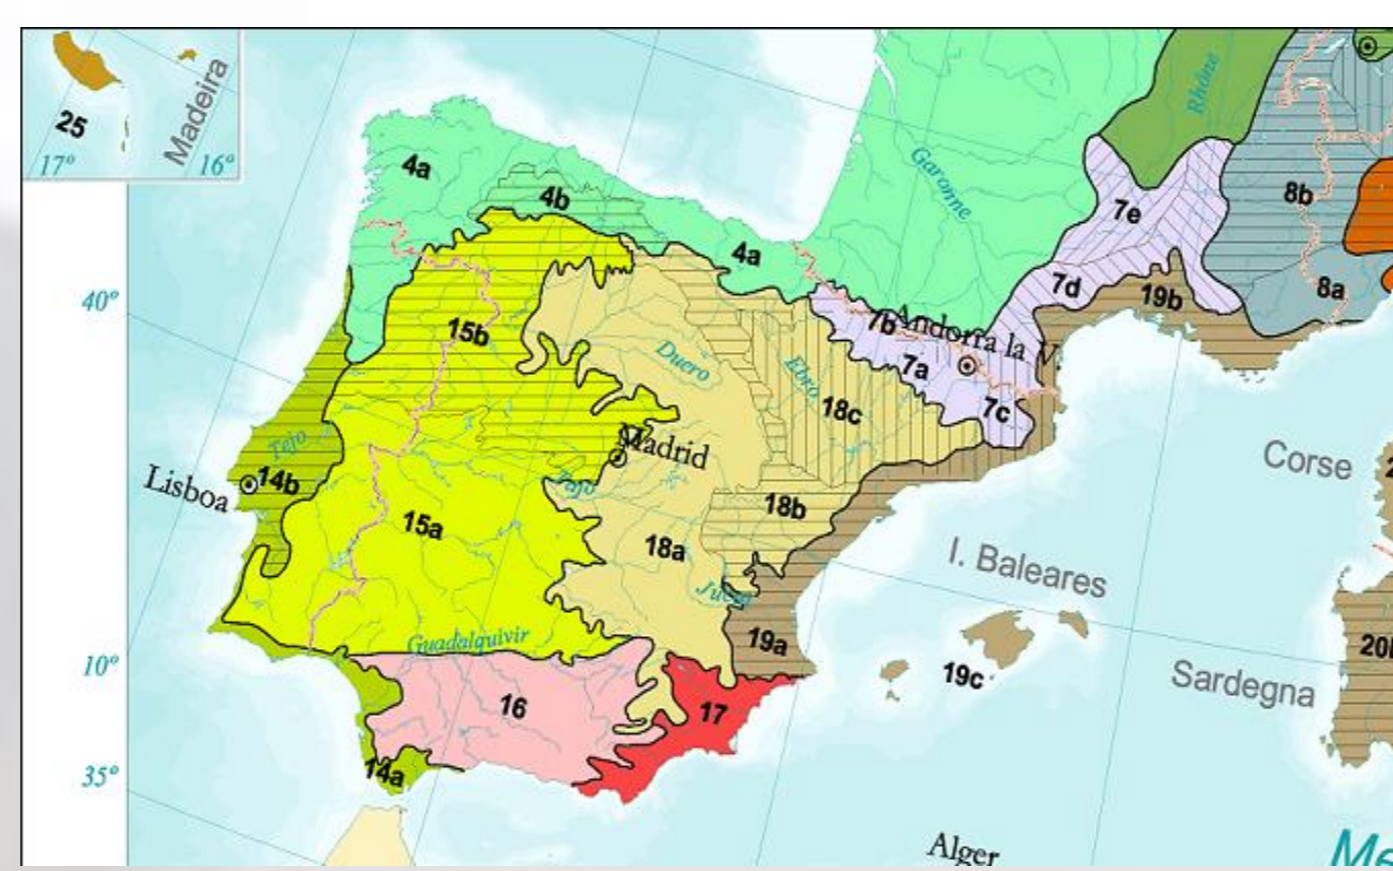 Madeira
25
17°
16°
Rhône
4a
Garonne
4b
7e
8b
4a
7d
8a
19b
40°
7b
Andorra la V.
15b
Duero
Ebro
7a
18c
7c
Tejo
Madrid
Corse
Lisboa
14b
Tajo
18b
15a
18a
I. Baleares
Júcar
Guadalquivir
19a
10°
19c
Sardegna
16
17
14a
35°
Alger